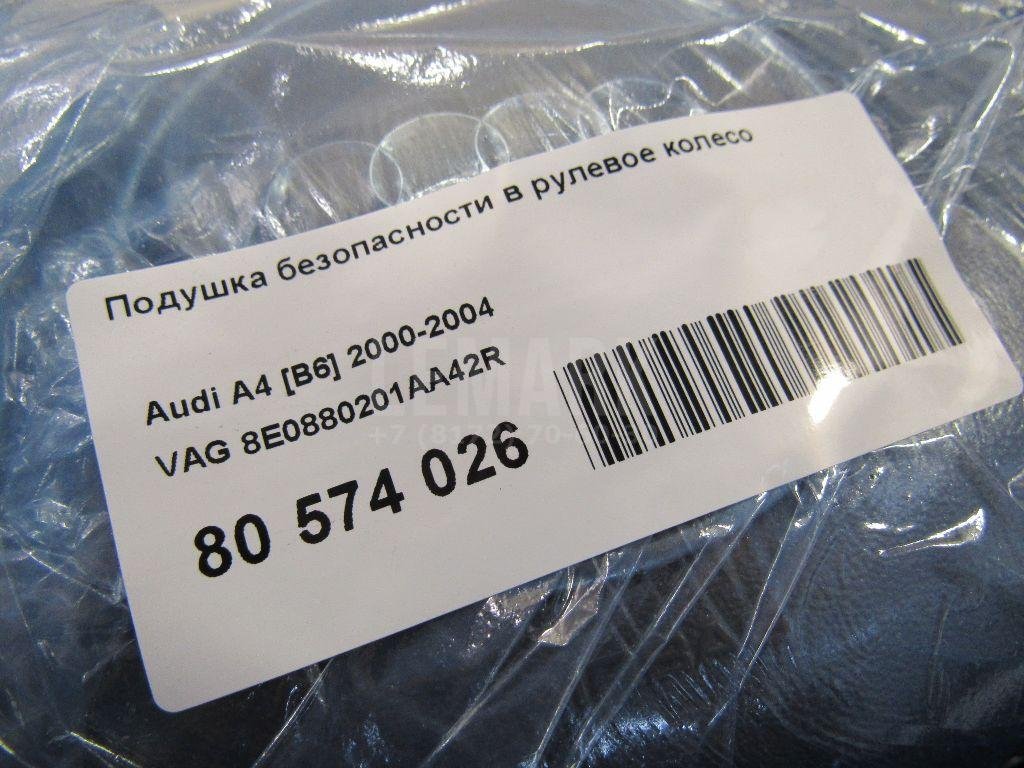 Подушка безопасности в рулевое колесо
Audi A4 [B6] 2000-2004
VAG 8E0880201AA42R
80 574 026